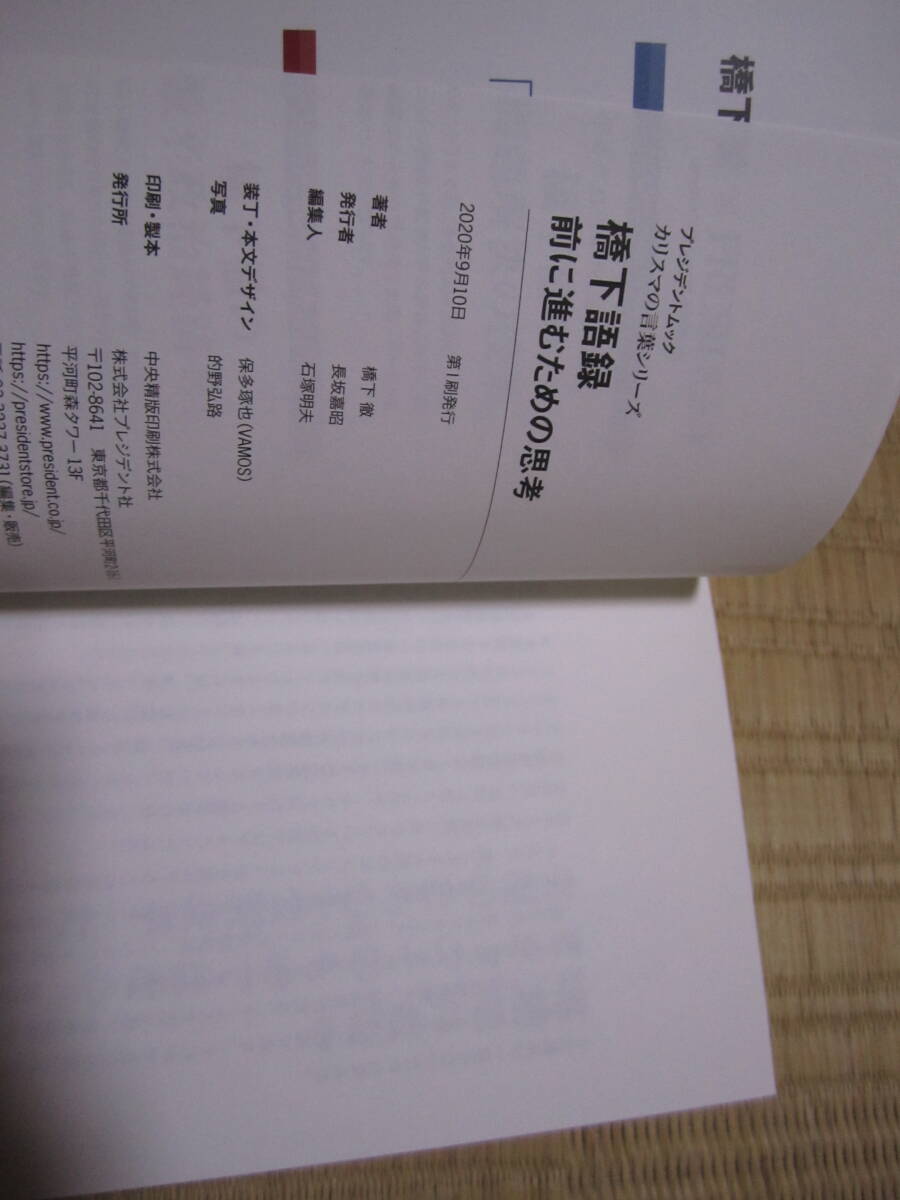 橋下
プレジデントムック
カリスマの言葉シリーズ
橋下語録
前に進むための思考
2020年9月10日 第1刷発行
著者 橋下 徹
発行者 長坂嘉昭
編集人 石塚明夫
装丁・本文デザイン 保多琢也(VAMOS)
写真 的野弘路
印刷・製本 中央精版印刷株式会社
発行所 株式会社プレジデント社
〒102-8641 東京都千代田区平河町2-16-1
平河町森タワー 13F
https://www.president.co.jp/
https://presidentstore.jp/
3237-3731(編集・販売)